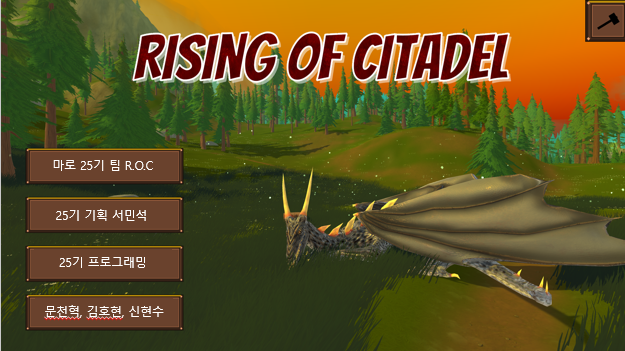 RISING OF CITADEL
마로 25기 팀 R.O.C
25기 기획 서민석
25기 프로그래밍
문천혁, 김호현, 신현수